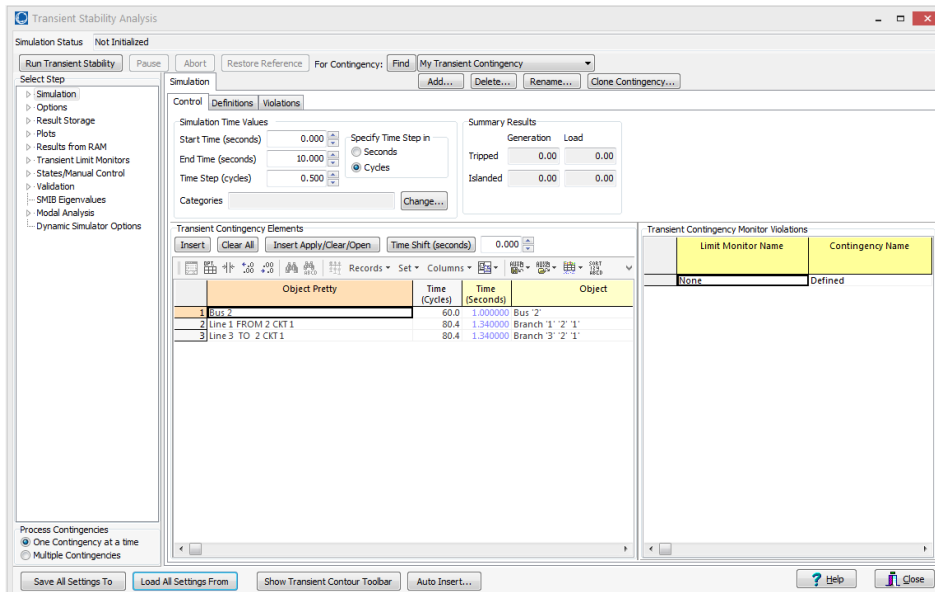 Transient Stability Analysis
Simulation Status Not Initialized
Run Transient Stability Pause Abort Restore Reference For Contingency: Find My Transient Contingency
Select Step
Simulation
Options
Result Storage
Plots
Results from RAM
Transient Limit Monitors
States/Manual Control
Validation
SMIB Eigenvalues
Modal Analysis
Dynamic Simulator Options
Process Contingencies
One Contingency at a time
Multiple Contingencies
Simulation
Add... Delete... Rename... Clone Contingency...
Control Definitions Violations
Simulation Time Values
Start Time (seconds) 0.000
End Time (seconds) 10.000
Time Step (cycles) 0.500
Specify Time Step in
Seconds
Cycles
Categories Change...
Summary Results
Generation Load
Tripped 0.00 0.00
Islanded 0.00 0.00
Transient Contingency Elements
Insert Clear All Insert Apply/Clear/Open Time Shift (seconds) 0.000
Records Set Columns
Object Pretty Time (Cycles) Time (Seconds) Object
1 Bus 2 60.0 1.000000 Bus '2'
2 Line 1 FROM 2 CKT 1 80.4 1.340000 Branch '1' '2' '1'
3 Line 3 TO 2 CKT 1 80.4 1.340000 Branch '3' '2' '1'
Transient Contingency Monitor Violations
Limit Monitor Name Contingency Name
None Defined
Save All Settings To Load All Settings From Show Transient Contour Toolbar Auto Insert... Help Close